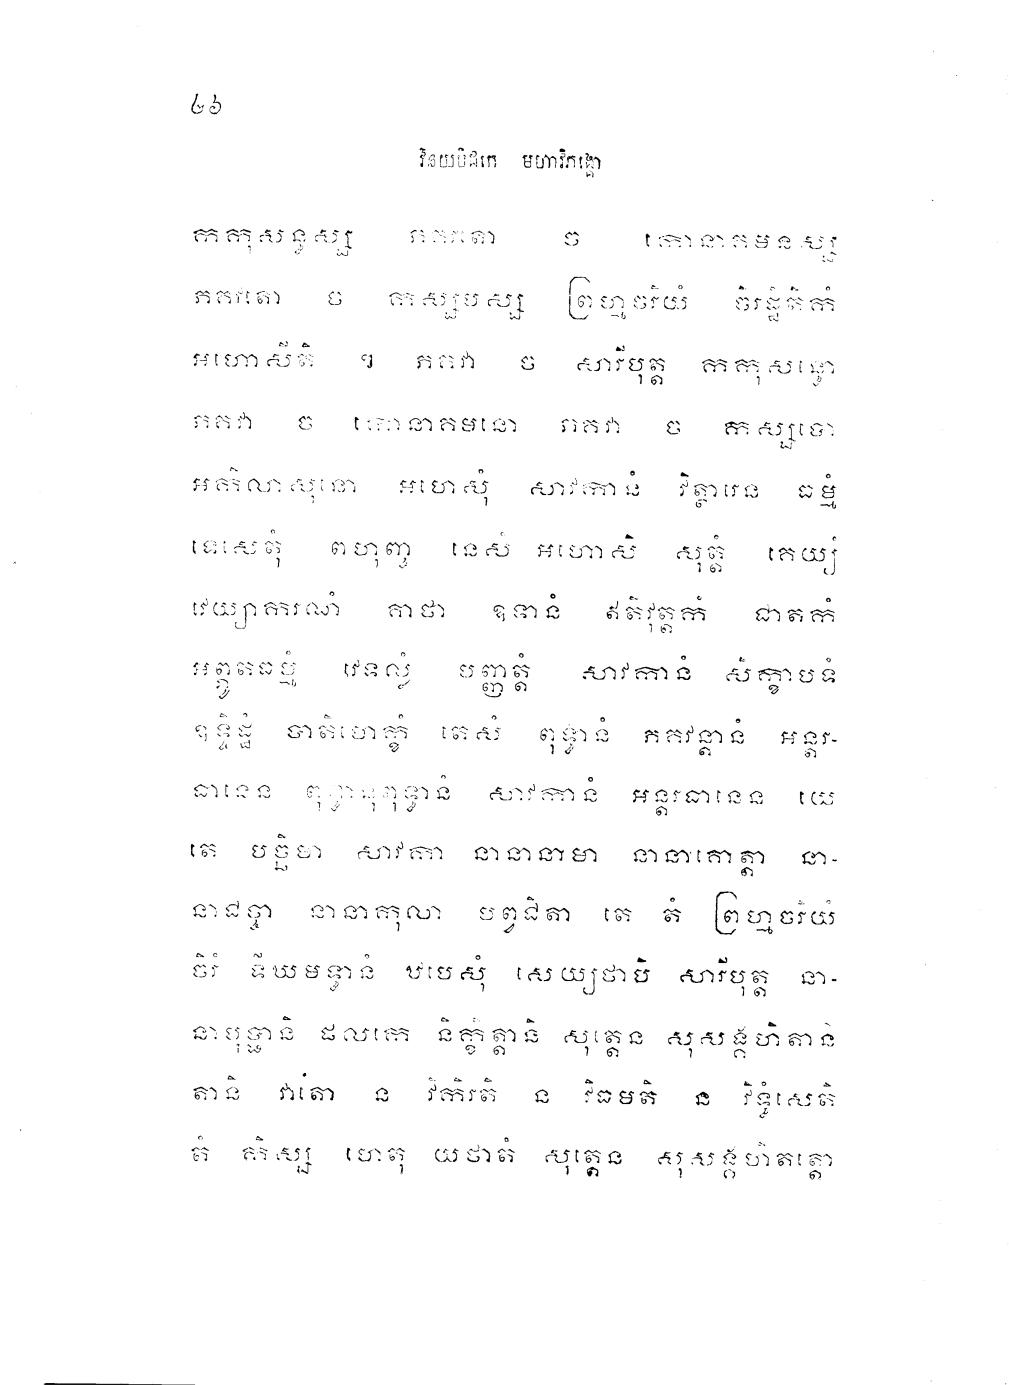 ២៦
វិនយបិដកេ មហាវិភង្គោ
កកុសន្ធស្ស ភគវតោ ច កោនាគមនស្ស
ភគវតោ ច កស្សបស្ស ព្រហ្មចរិយំ ចិរដ្ឋិតិកំ
អហោសីតិ ។ ភគវា ច សារីបុត្ត កកុសន្ធោ
ភគវា ច កោនាគមនោ ភគវា ច កស្សបោ
អកិលាសុនោ អហេសុំ សាវកានំ វិត្ថារេន ធម្មំ
ទេសេតុំ ពហុញ្ច នេសំ អហោសិ សុត្តំ គេយ្យំ
វេយ្យាករណំ គាថា ឧទានំ ឥតិវុត្តកំ ជាតកំ
អព្ភូតធម្មំ វេទល្លំ បញ្ញត្តំ សាវកានំ សិក្ខាបទំ
ឧទ្ទិដ្ឋំ បាតិមោក្ខំ តេសំ ពុទ្ធានំ ភគវន្តានំ អន្តរ-
ធានេន ពុទ្ធានុពុទ្ធានំ សាវកានំ អន្តរធានេន យេ
តេ បច្ឆិមា សាវកា នានានាមា នានាគោត្តា នា-
នាជច្ចា នានាកុលា បព្វជិតា តេ តំ ព្រហ្មចរិយំ
ចិរំ ទីឃមទ្ធានំ ឋបេសុំ សេយ្យថាបិ សារីបុត្ត នា-
នាបុប្ផានិ ផលកេ និក្ខិត្តានិ សុត្តេន សុសង្គហិតានិ
តានិ វាតោ ន វិកិរតិ ន វិធមតិ ន វិទ្ធំសេតិ
តំ កិស្ស ហេតុ យថាតំ សុត្តេន សុសង្គហិតត្តា